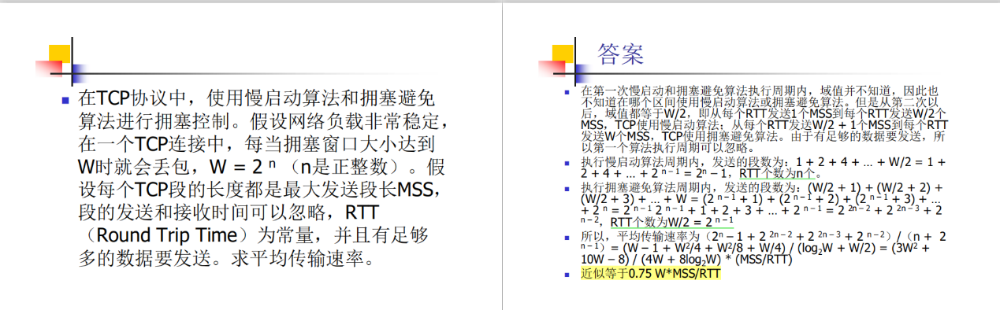 ■ 在TCP协议中，使用慢启动算法和拥塞避免
算法进行拥塞控制。假设网络负载非常稳定，
在一个TCP连接中，每当拥塞窗口大小达到
W时就会丢包，W = 2 ⁿ （n是正整数）。假
设每个TCP段的长度都是最大发送段长MSS，
段的发送和接收时间可以忽略，RTT
（Round Trip Time）为常量，并且有足够
多的数据要发送。求平均传输速率。
答案
■ 在第一次慢启动和拥塞避免算法执行周期内，域值并不知道，因此也
不知道在哪个区间使用慢启动算法或拥塞避免算法。但是从第二次以
后，域值都等于W/2，即从每个RTT发送1个MSS到每个RTT发送W/2个
MSS，TCP使用慢启动算法；从每个RTT发送W/2 + 1个MSS到每个RTT
发送W个MSS，TCP使用拥塞避免算法。由于有足够的数据要发送，所
以第一个算法执行周期可以忽略。
■ 执行慢启动算法周期内，发送的段数为：1 + 2 + 4 + … + W/2 = 1 +
2 + 4 + … + 2 ⁿ⁻¹ = 2ⁿ – 1，RTT个数为n个。
■ 执行拥塞避免算法周期内，发送的段数为：(W/2 + 1) + (W/2 + 2) +
(W/2 + 3) + … + W = (2 ⁿ⁻¹ + 1) + (2 ⁿ⁻¹ + 2) + (2 ⁿ⁻¹ + 3) + …
+ 2 ⁿ = 2 ⁿ⁻¹ 2 ⁿ⁻¹ + 1 + 2 + 3 + … + 2 ⁿ⁻¹ = 2 ²ⁿ⁻² + 2 ²ⁿ⁻³ + 2
ⁿ⁻²，RTT个数为W/2 = 2 ⁿ⁻¹
■ 所以，平均传输速率为（2ⁿ – 1 + 2 ²ⁿ⁻² + 2 ²ⁿ⁻³ + 2 ⁿ⁻²）/（n + 2
ⁿ⁻¹）= (W – 1 + W²/4 + W²/8 + W/4) / (log₂W + W/2) = (3W² +
10W – 8) / (4W + 8log₂W) * (MSS/RTT)
■ 近似等于0.75 W*MSS/RTT